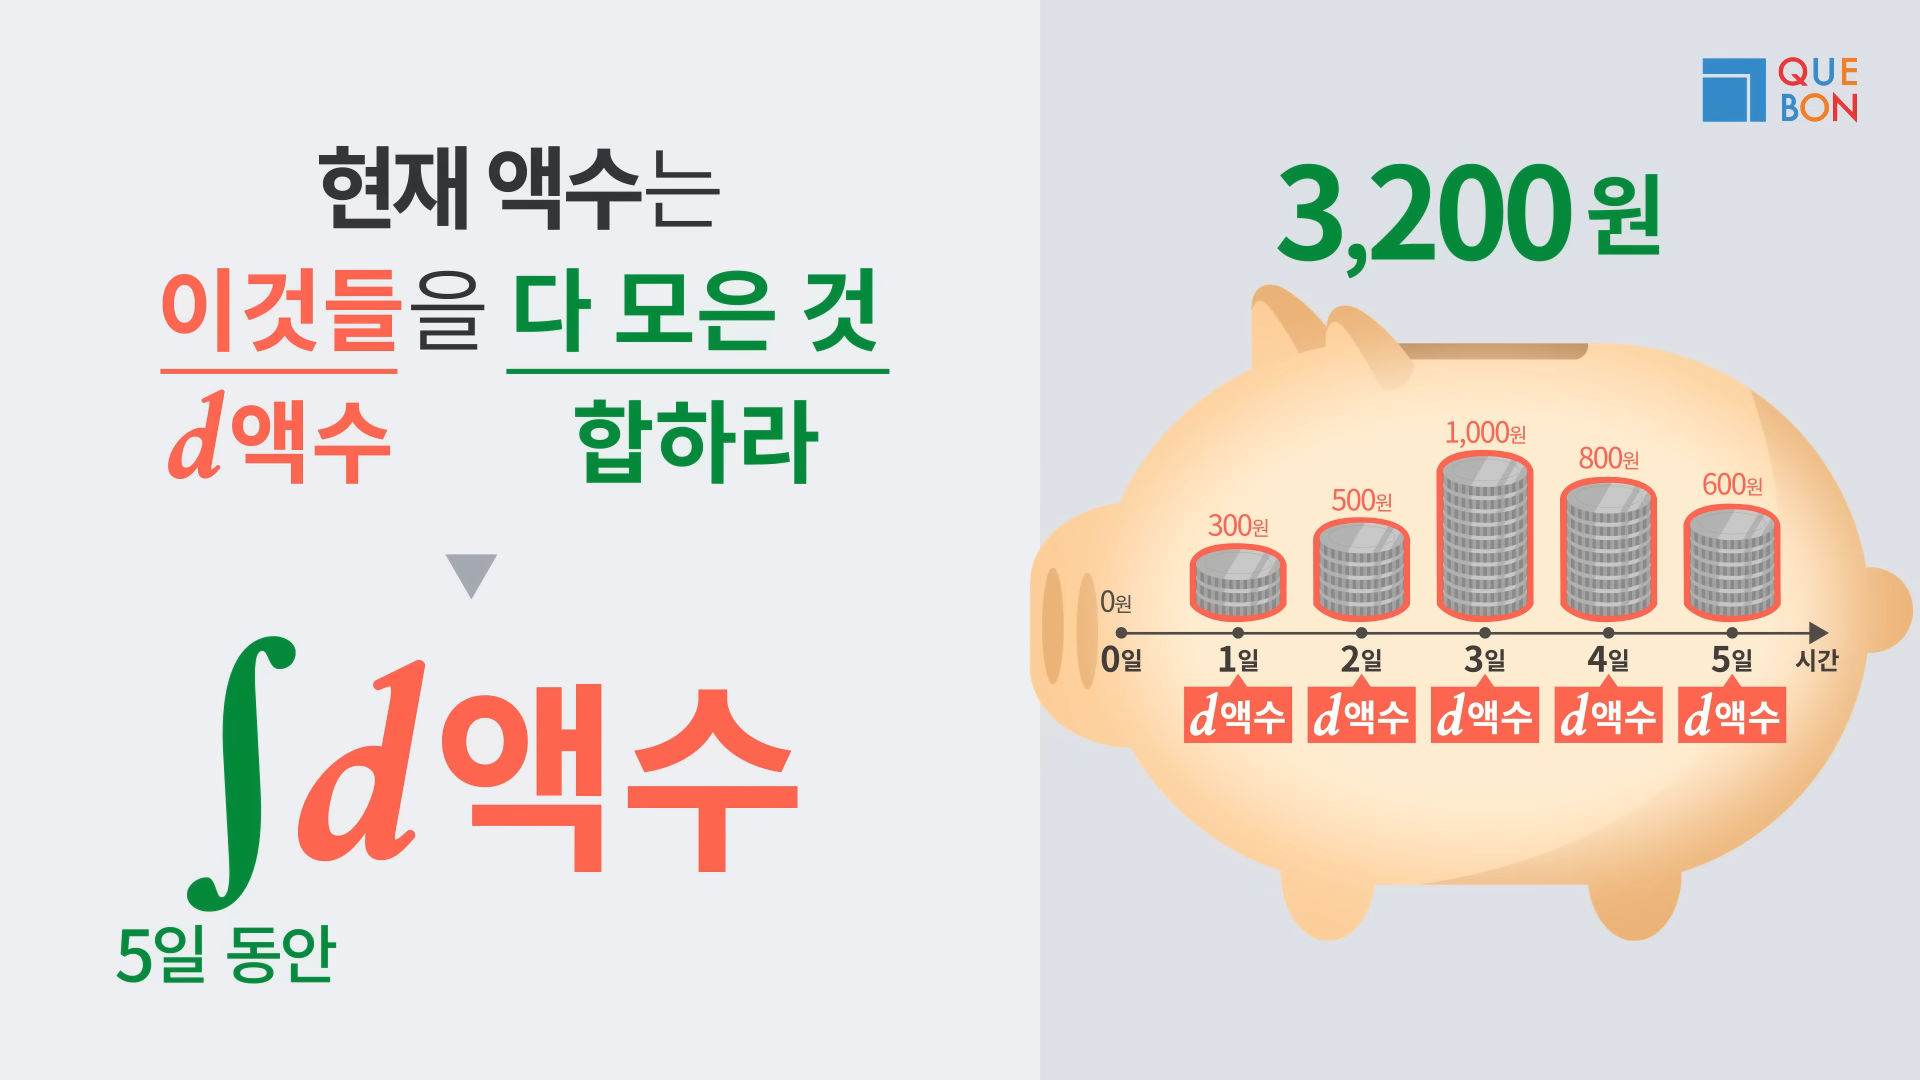 현재 액수는
이것들을 다 모은 것
d액수 합하라
∫d액수
5일 동안
QUE
BON
3,200원
1,000원
800원
600원
500원
300원
0원
0일 1일 2일 3일 4일 5일 시간
d액수 d액수 d액수 d액수 d액수